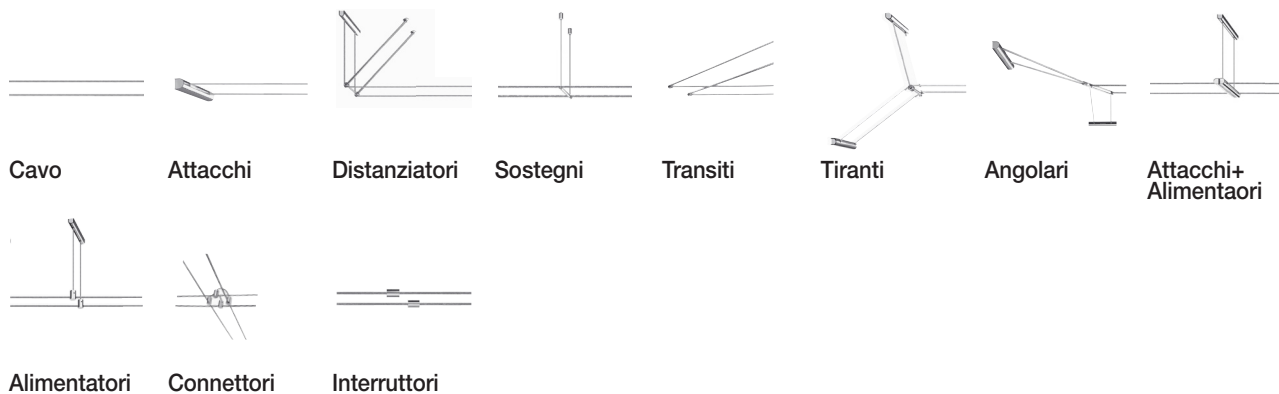 Cavo
Attacchi
Distanziatori
Sostegni
Transiti
Tiranti
Angolari
Attacchi+
Alimentaori
Alimentatori
Connettori
Interruttori